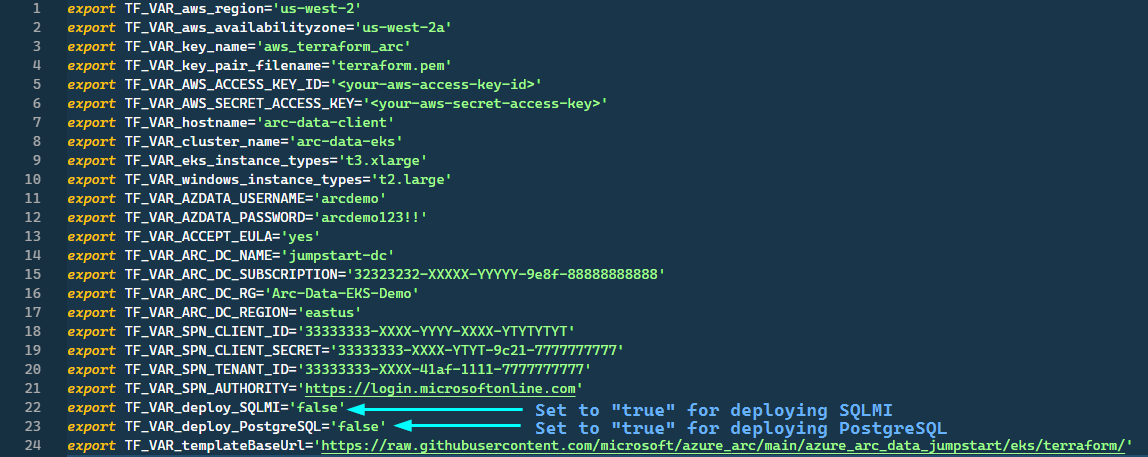 1 export TF_VAR_aws_region='us-west-2'
2 export TF_VAR_aws_availabilityzone='us-west-2a'
3 export TF_VAR_key_name='aws_terraform_arc'
4 export TF_VAR_key_pair_filename='terraform.pem'
5 export TF_VAR_AWS_ACCESS_KEY_ID='<your-aws-access-key-id>'
6 export TF_VAR_AWS_SECRET_ACCESS_KEY='<your-aws-secret-access-key>'
7 export TF_VAR_hostname='arc-data-client'
8 export TF_VAR_cluster_name='arc-data-eks'
9 export TF_VAR_eks_instance_types='t3.xlarge'
10 export TF_VAR_windows_instance_types='t2.large'
11 export TF_VAR_AZDATA_USERNAME='arcdemo'
12 export TF_VAR_AZDATA_PASSWORD='arcdemo123!!'
13 export TF_VAR_ACCEPT_EULA='yes'
14 export TF_VAR_ARC_DC_NAME='jumpstart-dc'
15 export TF_VAR_ARC_DC_SUBSCRIPTION='32323232-XXXXX-YYYYY-9e8f-88888888888'
16 export TF_VAR_ARC_DC_RG='Arc-Data-EKS-Demo'
17 export TF_VAR_ARC_DC_REGION='eastus'
18 export TF_VAR_SPN_CLIENT_ID='33333333-XXXX-YYYY-XXXX-YTYTYTYT'
19 export TF_VAR_SPN_CLIENT_SECRET='33333333-XXXX-YTYT-9c21-7777777777'
20 export TF_VAR_SPN_TENANT_ID='33333333-XXXX-41af-1111-7777777777'
21 export TF_VAR_SPN_AUTHORITY='https://login.microsoftonline.com'
22 export TF_VAR_deploy_SQLMI='false' Set to "true" for deploying SQLMI
23 export TF_VAR_deploy_PostgreSQL='false' Set to "true" for deploying PostgreSQL
24 export TF_VAR_templateBaseUrl='https://raw.githubusercontent.com/microsoft/azure_arc/main/azure_arc_data_jumpstart/eks/terraform/'